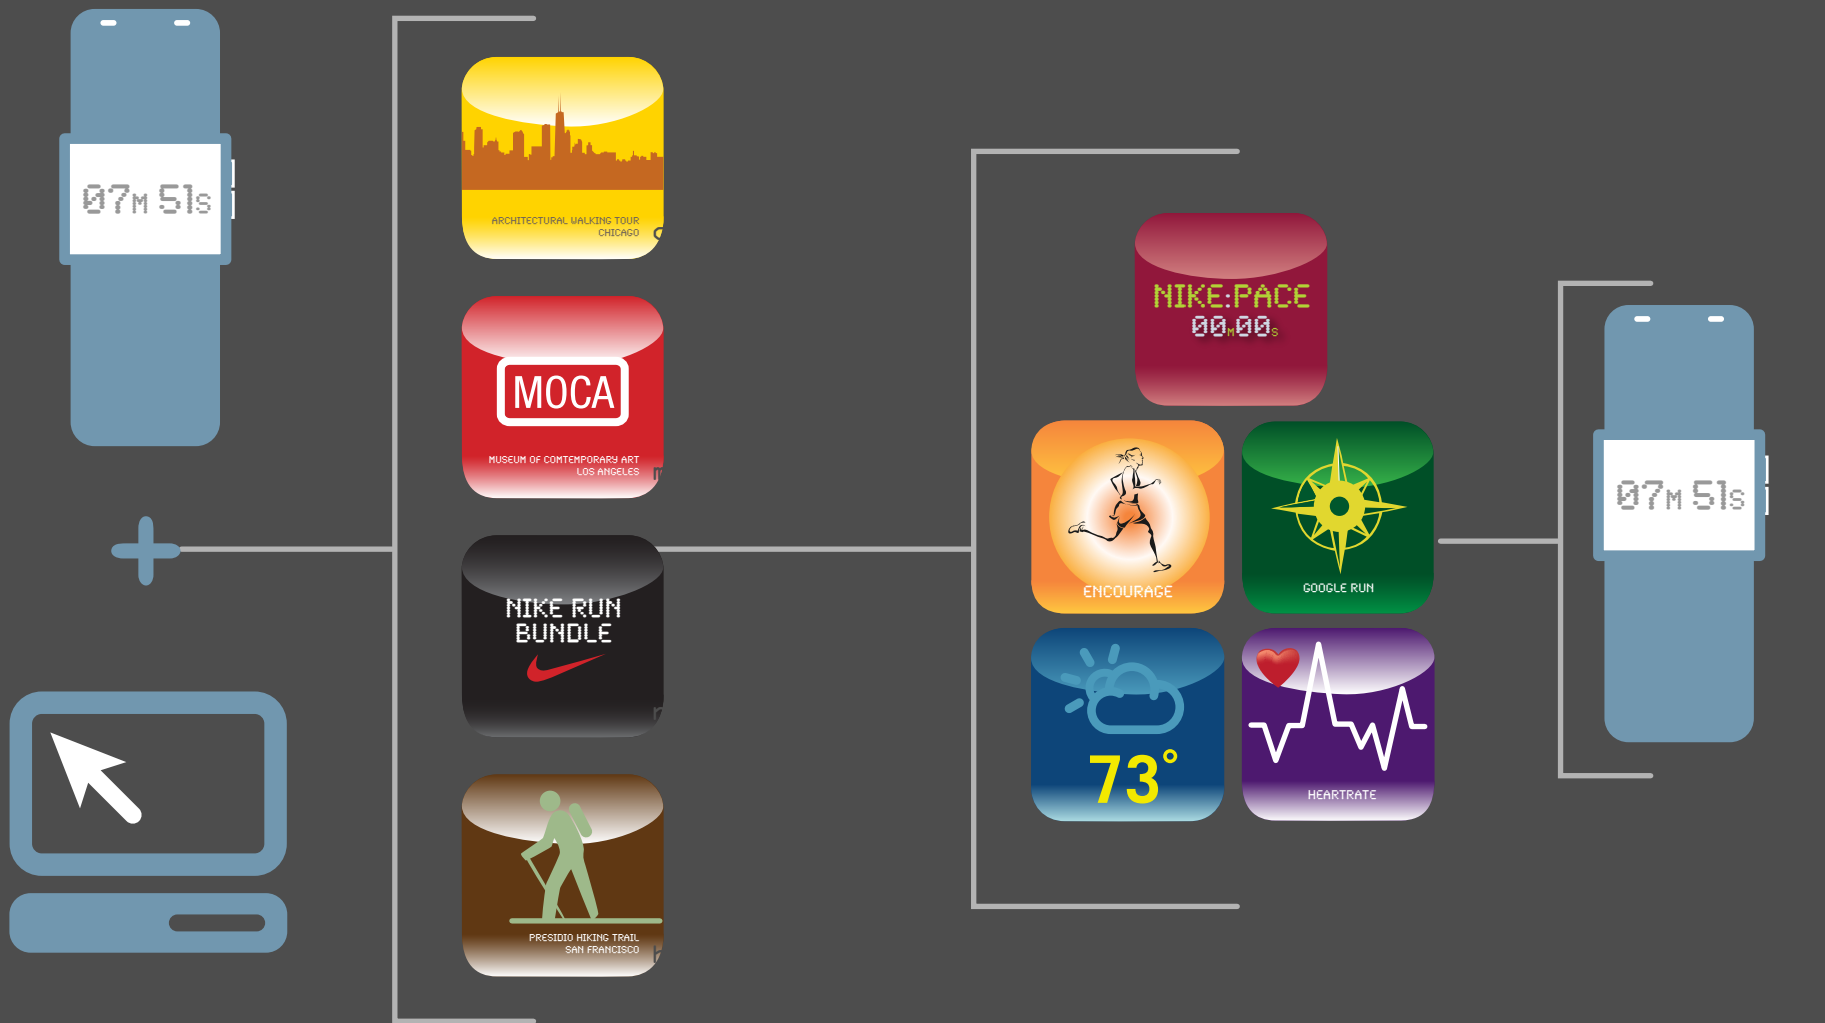 07M 51S
ARCHITECTURAL WALKING TOUR
CHICAGO
MOCA
MUSEUM OF COMTEMPORARY ART
LOS ANGELES
NIKE RUN
BUNDLE
PRESIDIO HIKING TRAIL
SAN FRANCISCO
NIKE:PACE
00M00S
ENCOURAGE
GOOGLE RUN
73°
HEARTRATE
07M 51S